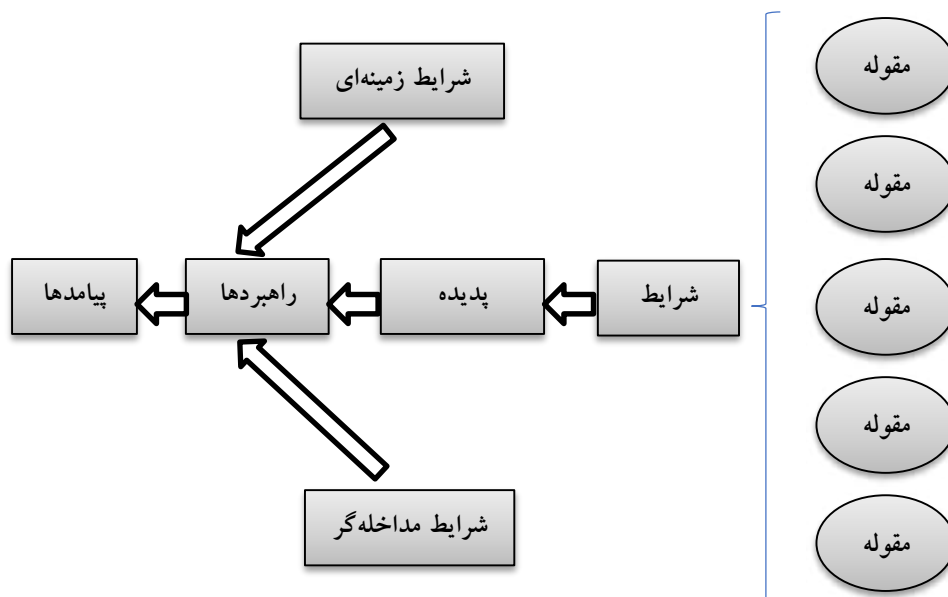 شرایط زمینه‌ای
مقوله
مقوله
مقوله
مقوله
مقوله
شرایط
پدیده
راهبردها
پیامدها
شرایط مداخله‌گر